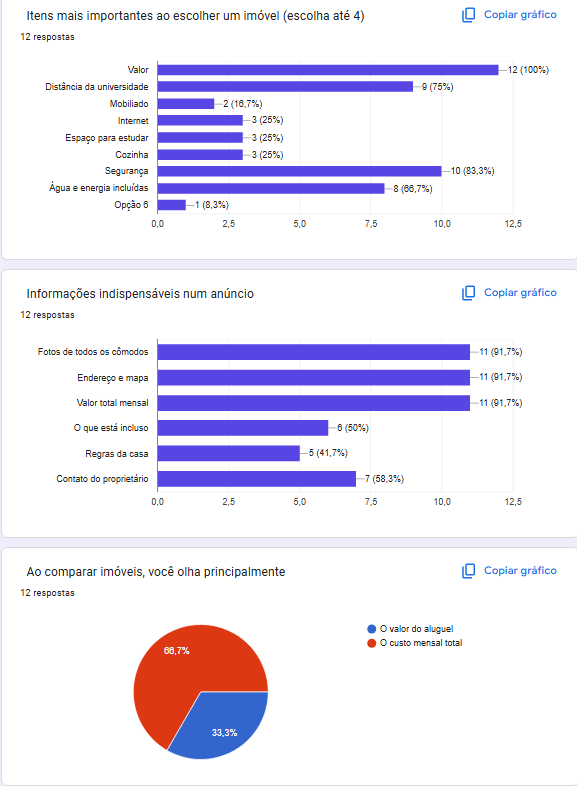 Itens mais importantes ao escolher um imóvel (escolha até 4)
Copiar gráfico
12 respostas
Valor
12 (100%)
Distância da universidade
9 (75%)
Mobiliado
2 (16,7%)
Internet
3 (25%)
Espaço para estudar
3 (25%)
Cozinha
3 (25%)
Segurança
10 (83,3%)
Água e energia incluídas
8 (66,7%)
Opção 6
1 (8,3%)
0,0 2,5 5,0 7,5 10,0 12,5
Informações indispensáveis num anúncio
Copiar gráfico
12 respostas
Fotos de todos os cômodos
11 (91,7%)
Endereço e mapa
11 (91,7%)
Valor total mensal
11 (91,7%)
O que está incluso
6 (50%)
Regras da casa
5 (41,7%)
Contato do proprietário
7 (58,3%)
0,0 2,5 5,0 7,5 10,0 12,5
Ao comparar imóveis, você olha principalmente
Copiar gráfico
12 respostas
O valor do aluguel
O custo mensal total
66,7%
33,3%